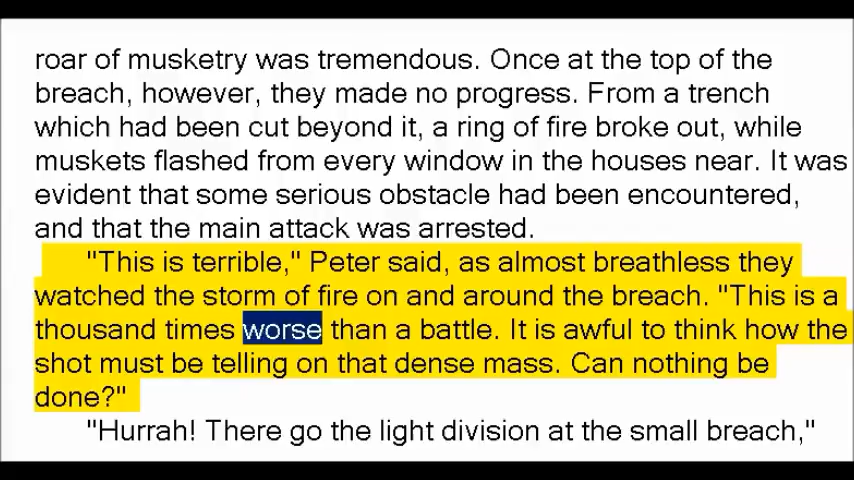 roar of musketry was tremendous. Once at the top of the
breach, however, they made no progress. From a trench
which had been cut beyond it, a ring of fire broke out, while
muskets flashed from every window in the houses near. It was
evident that some serious obstacle had been encountered,
and that the main attack was arrested.
"This is terrible," Peter said, as almost breathless they
watched the storm of fire on and around the breach. "This is a
thousand times worse than a battle. It is awful to think how the
shot must be telling on that dense mass. Can nothing be
done?"
"Hurrah! There go the light division at the small breach,"